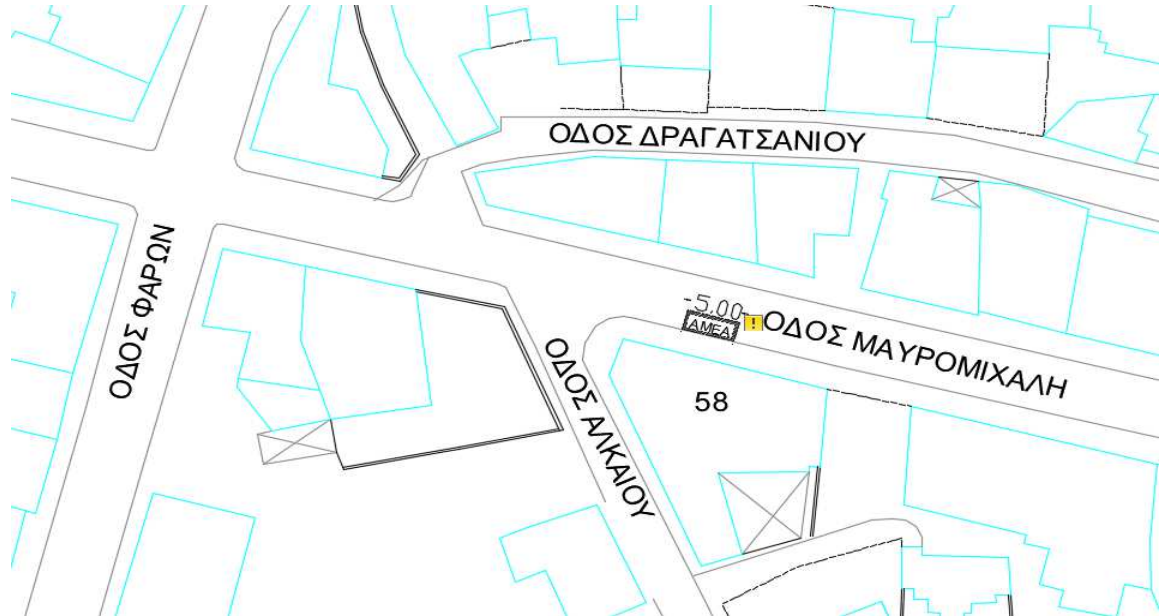 ΟΔΟΣ ΔΡΑΓΑΤΣΑΝΙΟΥ
ΟΔΟΣ ΦΑΡΩΝ
-5.00-
ΑΜΕΑ
!
ΟΔΟΣ ΜΑΥΡΟΜΙΧΑΛΗ
ΟΔΟΣ ΑΛΚΑΙΟΥ
58